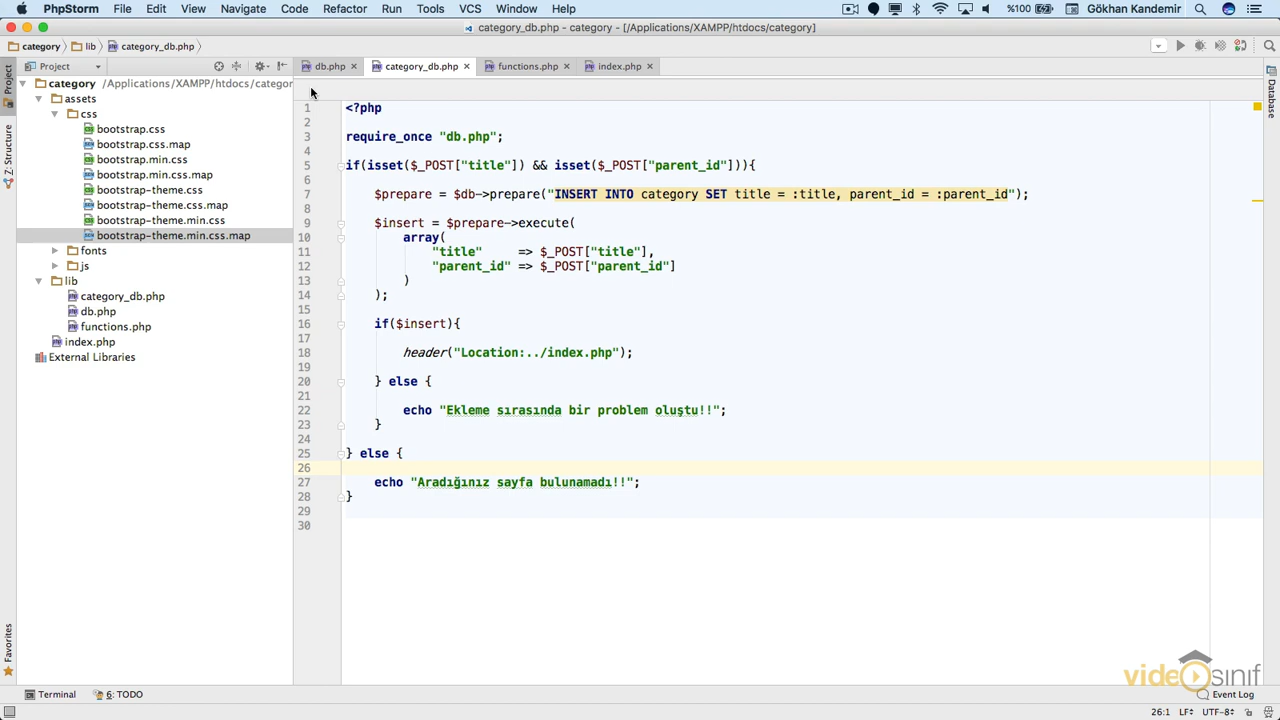 PhpStorm File Edit View Navigate Code Refactor Run Tools VCS Window Help %100 Gökhan Kandemir
category_db.php - category - [/Applications/XAMPP/htdocs/category]
category lib category_db.php
Project db.php category_db.php functions.php index.php
category /Applications/XAMPP/htdocs/categor
assets
css
bootstrap.css
bootstrap.css.map
bootstrap.min.css
bootstrap.min.css.map
bootstrap-theme.css
bootstrap-theme.css.map
bootstrap-theme.min.css
bootstrap-theme.min.css.map
fonts
js
lib
category_db.php
db.php
functions.php
index.php
External Libraries
Project
Z: Structure
Favorites
Database
1 <?php
2
3 require_once "db.php";
4
5 if(isset($_POST["title"]) && isset($_POST["parent_id"])){
6
7 $prepare = $db->prepare("INSERT INTO category SET title = :title, parent_id = :parent_id");
8
9 $insert = $prepare->execute(
10 array(
11 "title" => $_POST["title"],
12 "parent_id" => $_POST["parent_id"]
13 )
14 );
15
16 if($insert){
17
18 header("Location:../index.php");
19
20 } else {
21
22 echo "Ekleme sırasında bir problem oluştu!!";
23 }
24
25 } else {
26
27 echo "Aradığınız sayfa bulunamadı!!";
28 }
29
30
videosınıf
Terminal 6: TODO Event Log
26:1 LF UTF-8